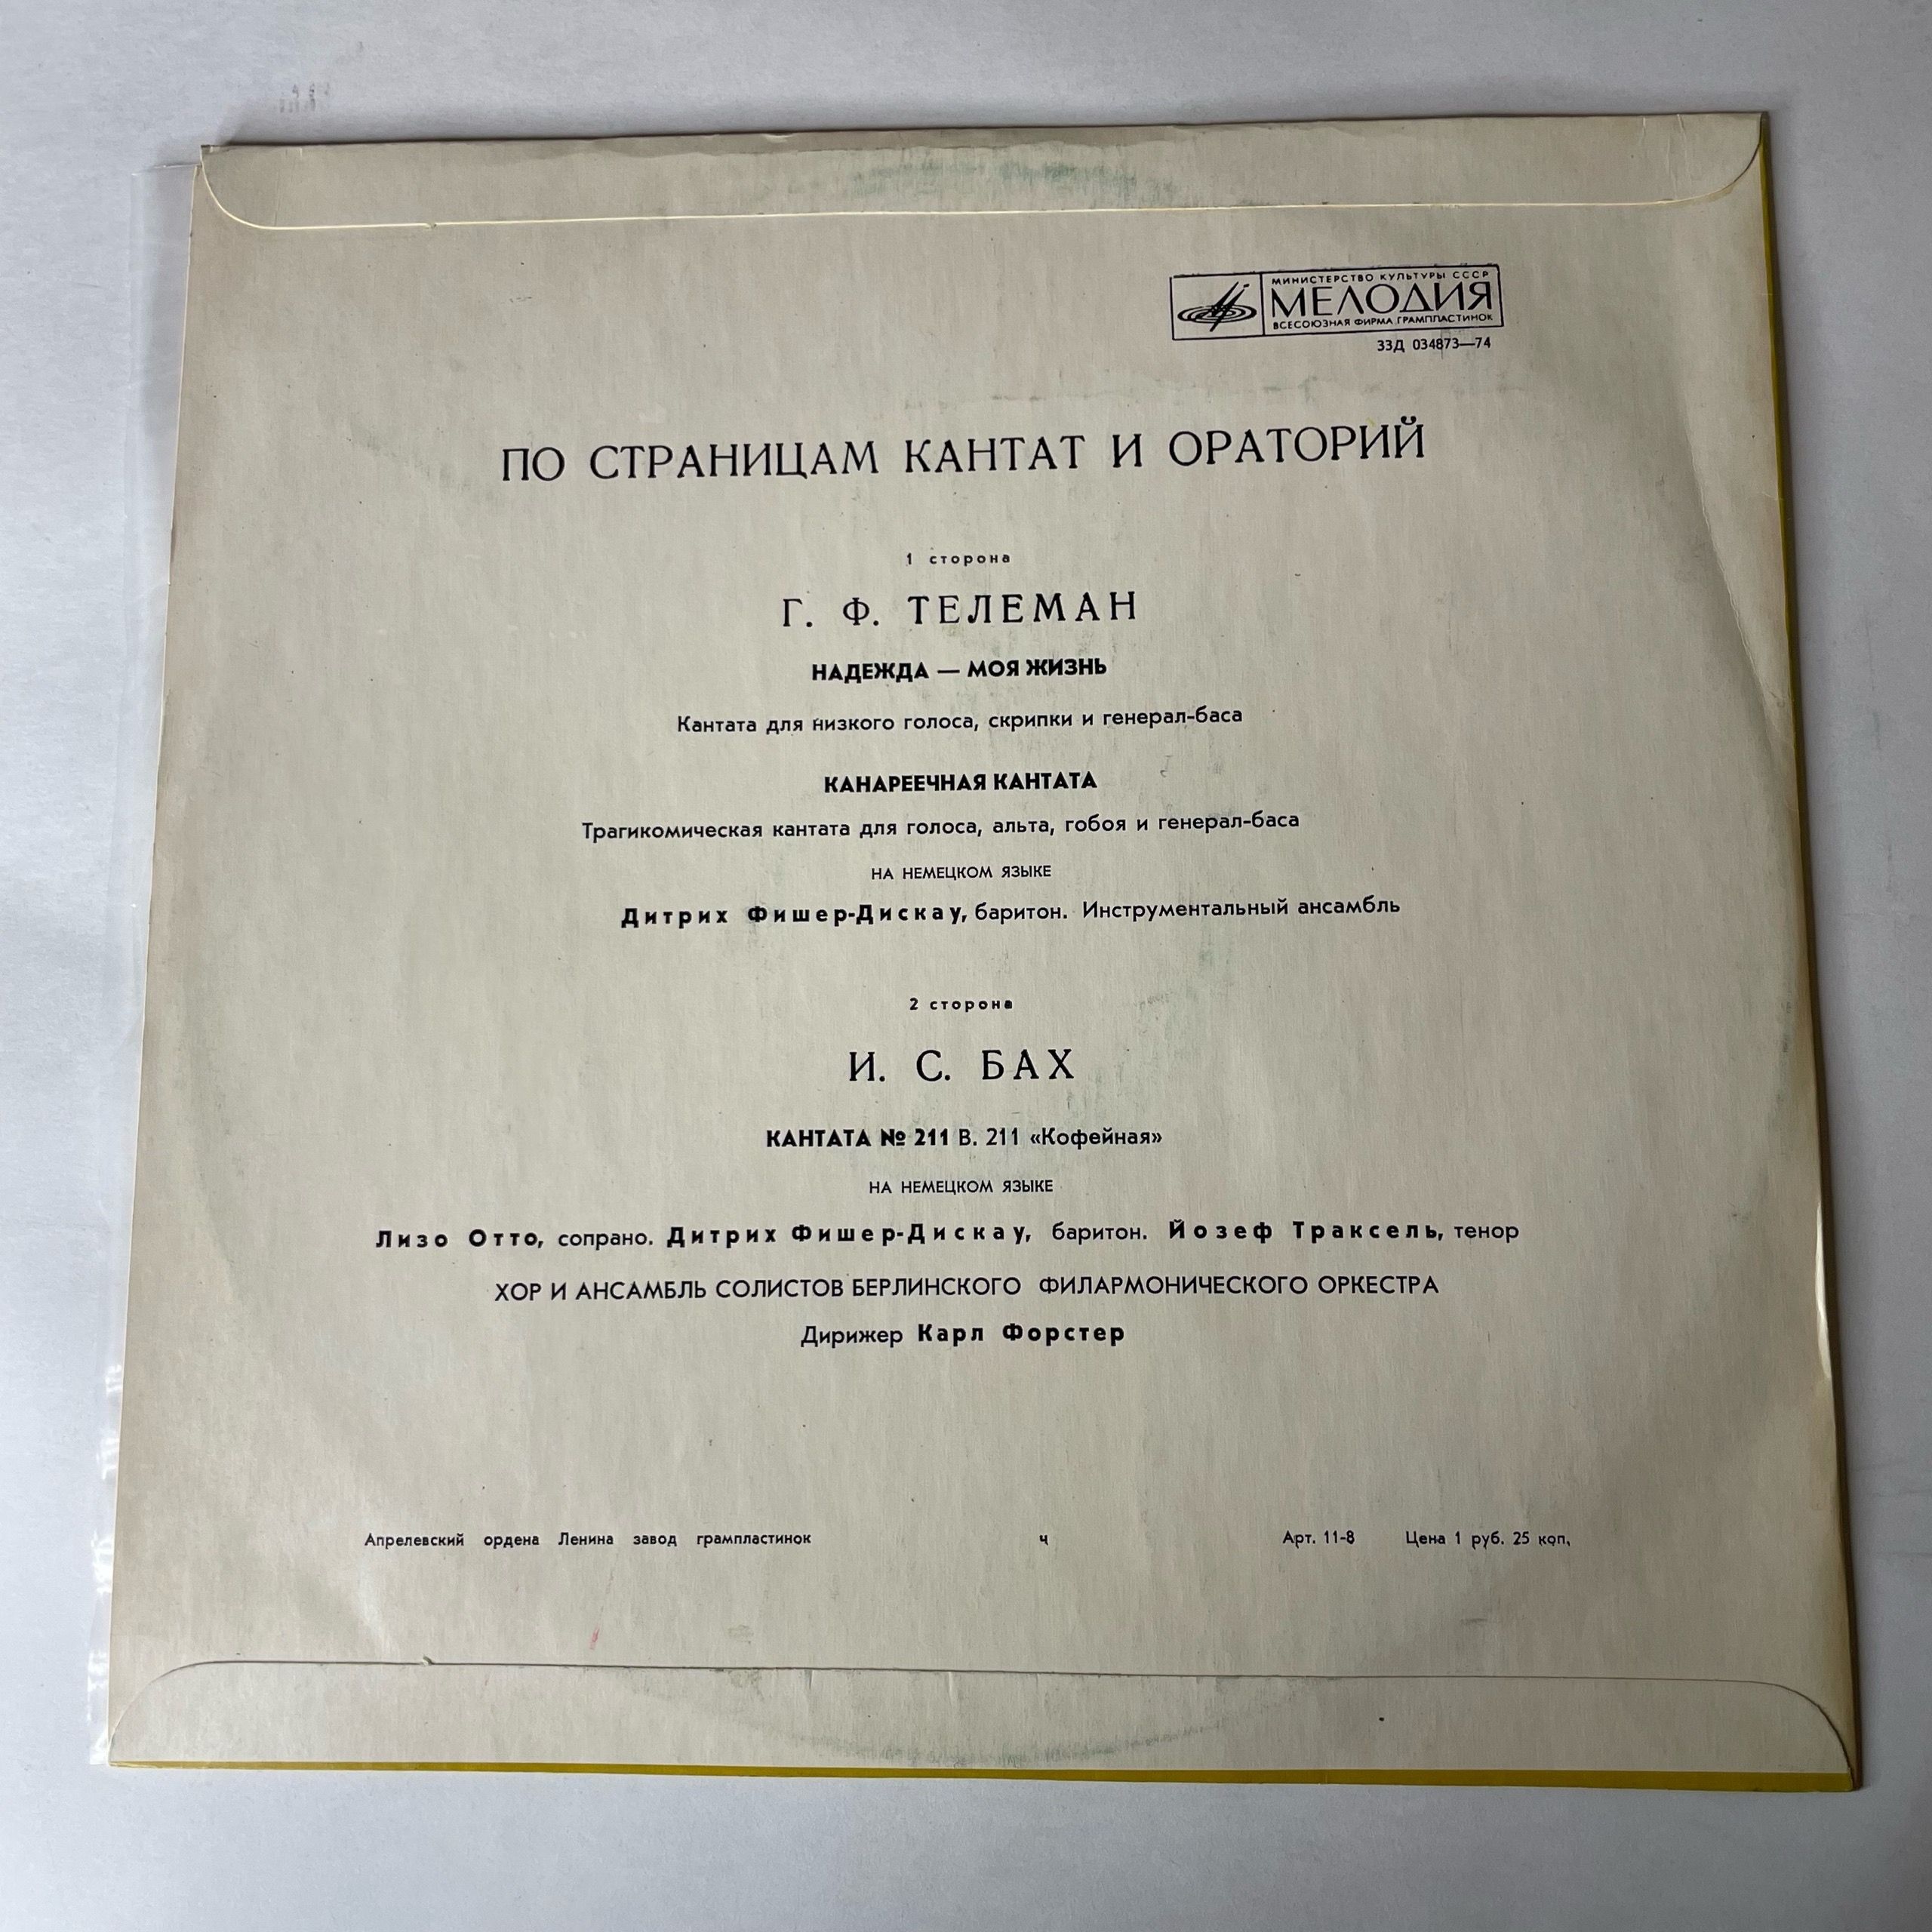 МИНИСТЕРСТВО КУЛЬТУРЫ СССР
МЕЛОДИЯ
ВСЕСОЮЗНАЯ ФИРМА ГРАМПЛАСТИНОК
33Д 034873—74
ПО СТРАНИЦАМ КАНТАТ И ОРАТОРИЙ
1 сторона
Г. Ф. ТЕЛЕМАН
НАДЕЖДА — МОЯ ЖИЗНЬ
Кантата для низкого голоса, скрипки и генерал-баса
КАНАРЕЕЧНАЯ КАНТАТА
Трагикомическая кантата для голоса, альта, гобоя и генерал-баса
НА НЕМЕЦКОМ ЯЗЫКЕ
Дитрих Фишер-Дискау, баритон. Инструментальный ансамбль
2 сторона
И. С. БАХ
КАНТАТА № 211 В. 211 «Кофейная»
НА НЕМЕЦКОМ ЯЗЫКЕ
Лизо Отто, сопрано. Дитрих Фишер-Дискау, баритон. Йозеф Траксель, тенор
ХОР И АНСАМБЛЬ СОЛИСТОВ БЕРЛИНСКОГО ФИЛАРМОНИЧЕСКОГО ОРКЕСТРА
Дирижер Карл Форстер
Апрелевский ордена Ленина завод грампластинок ч Арт. 11-8 Цена 1 руб. 25 коп.